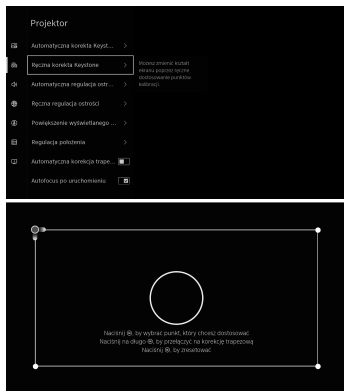 Projektor
Automatyczna korekta Keyst...
Ręczna korekta Keystone
Możesz zmienić kształt
ekranu poprzez ręczne
dostosowanie punktów
kalibracji.
Automatyczna regulacja ostr...
Ręczna regulacja ostrości
Powiększenie wyświetlanego ...
Regulacja położenia
Automatyczna korekcja trape...
Autofocus po uruchomieniu
Naciśnij, by wybrać punkt, który chcesz dostosować
Naciśnij na długo, by przełączyć na korekcję trapezową
Naciśnij, by zresetować